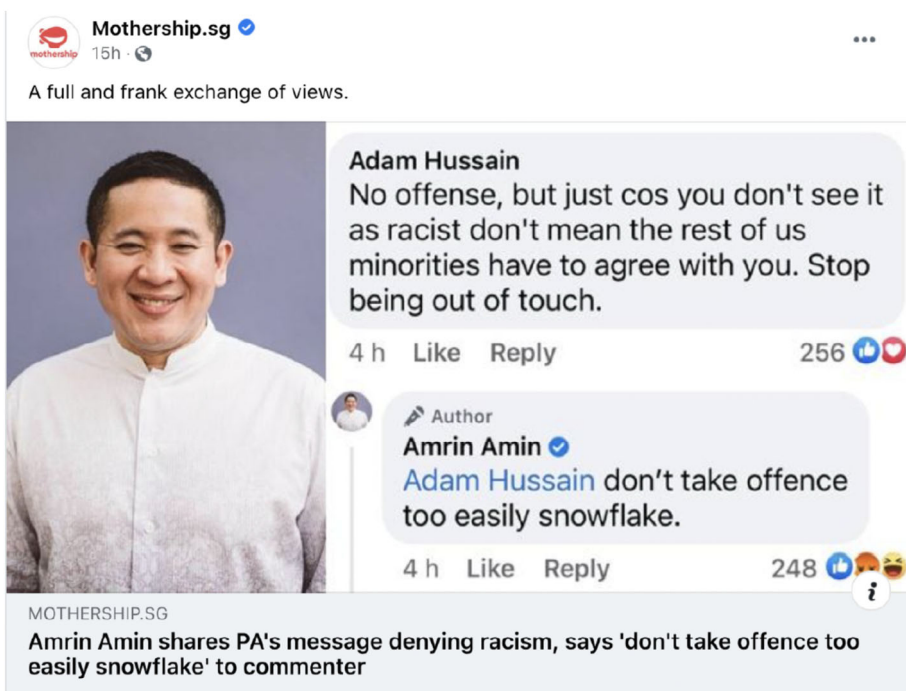 Mothership.sg
mothership
15h ·
A full and frank exchange of views.
Adam Hussain
No offense, but just cos you don't see it
as racist don't mean the rest of us
minorities have to agree with you. Stop
being out of touch.
4 h Like Reply 256
Author
Amrin Amin
Adam Hussain don't take offence
too easily snowflake.
4 h Like Reply 248
i
MOTHERSHIP.SG
Amrin Amin shares PA's message denying racism, says 'don't take offence too
easily snowflake' to commenter